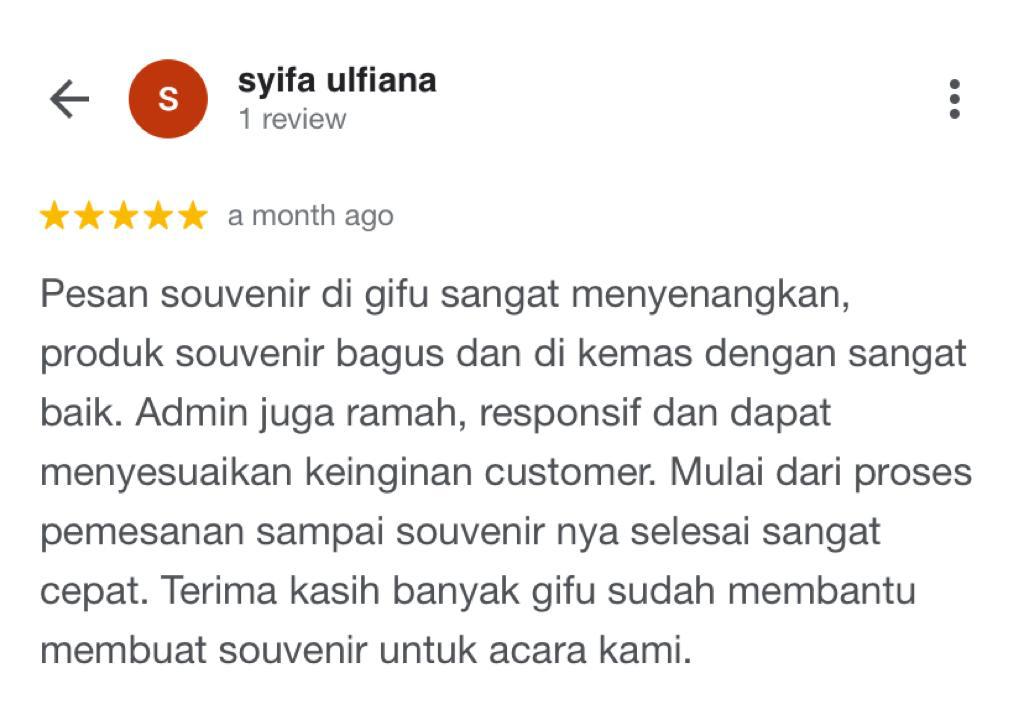 syifa ulfiana
S
1 review
a month ago
Pesan souvenir di gifu sangat menyenangkan,
produk souvenir bagus dan di kemas dengan sangat
baik. Admin juga ramah, responsif dan dapat
menyesuaikan keinginan customer. Mulai dari proses
pemesanan sampai souvenir nya selesai sangat
cepat. Terima kasih banyak gifu sudah membantu
membuat souvenir untuk acara kami.